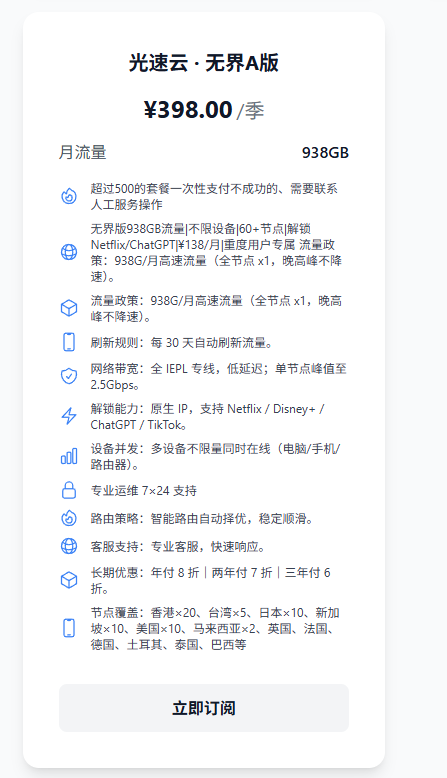 光速云 · 无界A版
¥398.00 /季
月流量 938GB
超过500的套餐一次性支付不成功的、需要联系
人工服务操作
无界版938GB流量|不限设备|60+节点|解锁
Netflix/ChatGPT|¥138/月|重度用户专属 流量政
策：938G/月高速流量（全节点 x1，晚高峰不降
速）。
流量政策：938G/月高速流量（全节点 x1，晚高
峰不降速）。
刷新规则：每 30 天自动刷新流量。
网络带宽：全 IEPL 专线，低延迟；单节点峰值至
2.5Gbps。
解锁能力：原生 IP，支持 Netflix / Disney+ /
ChatGPT / TikTok。
设备并发：多设备不限量同时在线（电脑/手机/
路由器）。
专业运维 7×24 支持
路由策略：智能路由自动择优，稳定顺滑。
客服支持：专业客服，快速响应。
长期优惠：年付 8 折｜两年付 7 折｜三年付 6
折。
节点覆盖：香港×20、台湾×5、日本×10、新加
坡×10、美国×10、马来西亚×2、英国、法国、
德国、土耳其、泰国、巴西等
立即订阅